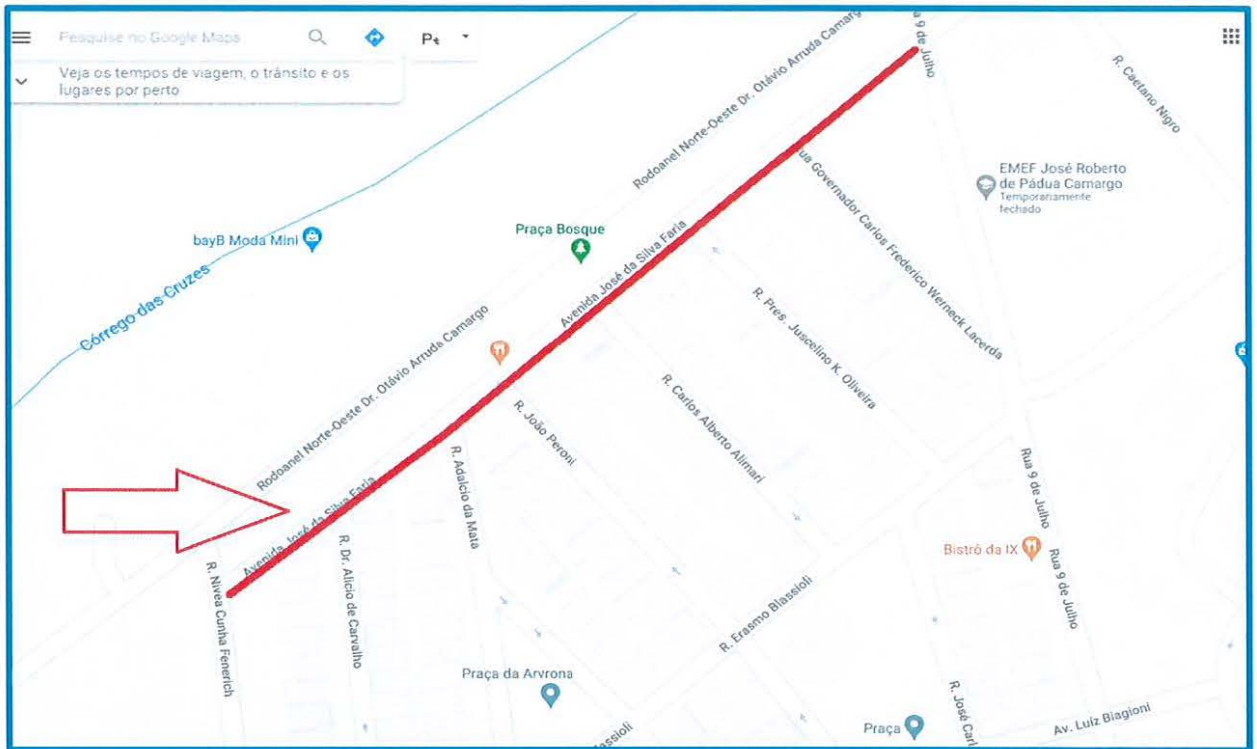 Pesquise no Google Maps
Veja os tempos de viagem, o trânsito e os
lugares por perto
Rodoanel Norte-Oeste Dr. Otávio Arruda Camargo
9 de Julho
R. Caetano Nigro
EMEF José Roberto
de Pádua Camargo
Temporariamente
fechado
ua Governador Carlos Frederico Werneck Lacerda
bayB Moda Mini
Praça Bosque
Avenida José da Silva Faria
Córrego das Cruzes
R. Pres. Juscelino K. Oliveira
Rodoanel Norte-Oeste Dr. Otávio Arruda Camargo
R. Carlos Alberto Alimari
R. João Peroni
R. Adalcio da Mata
Rua 9 de Julho
Avenida José da Silva Faria
R. Dr. Alicio de Carvalho
R. Nivea Cunha Fenerich
Bistrô da IX
Rua 9 de Julho
R. Erasmo Blassioli
Praça da Arvrona
R. José Carl
Praça
Av. Luiz Biagioni
assioli